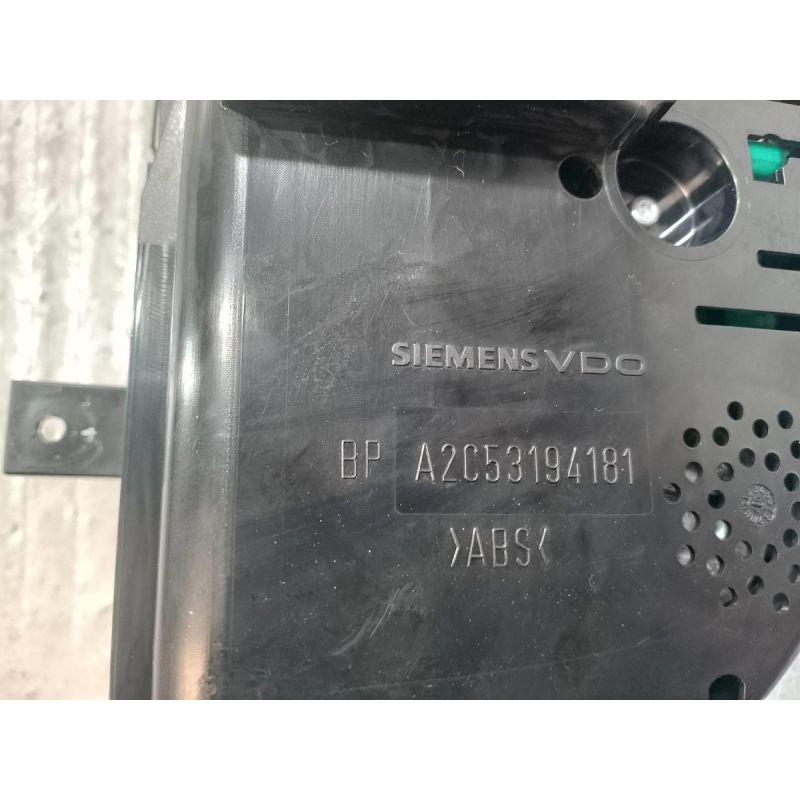 SIEMENS VDO
BP A2C53194181
>ABS<